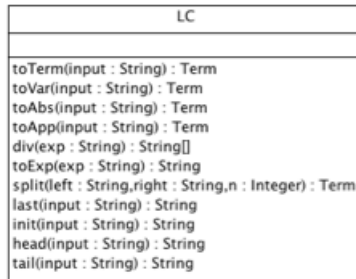 LC
toTerm(input : String) : Term
toVar(input : String) : Term
toAbs(input : String) : Term
toApp(input : String) : Term
div(exp : String) : String[]
toExp(exp : String) : String
split(left : String,right : String,n : Integer) : Term
last(input : String) : String
init(input : String) : String
head(input : String) : String
tail(input : String) : String